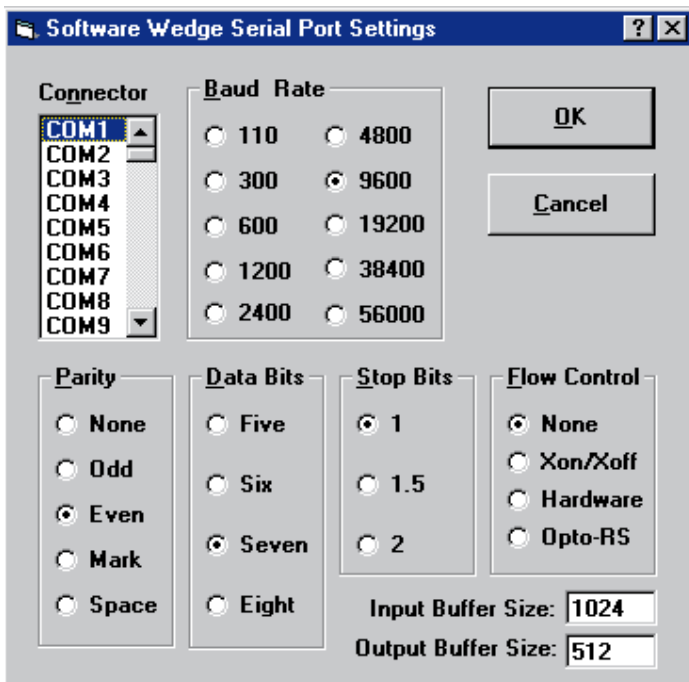 Software Wedge Serial Port Settings
Connector
COM1
COM2
COM3
COM4
COM5
COM6
COM7
COM8
COM9
Baud Rate
110
300
600
1200
2400
4800
9600
19200
38400
56000
OK
Cancel
Parity
None
Odd
Even
Mark
Space
Data Bits
Five
Six
Seven
Eight
Stop Bits
1
1.5
2
Flow Control
None
Xon/Xoff
Hardware
Opto-RS
Input Buffer Size: 1024
Output Buffer Size: 512